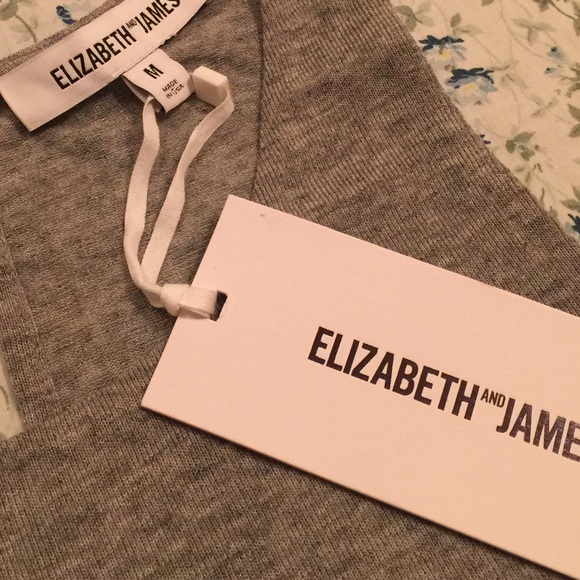 ELIZABETH AND JAMES
M
MADE
IN USA
ELIZABETH AND JAME